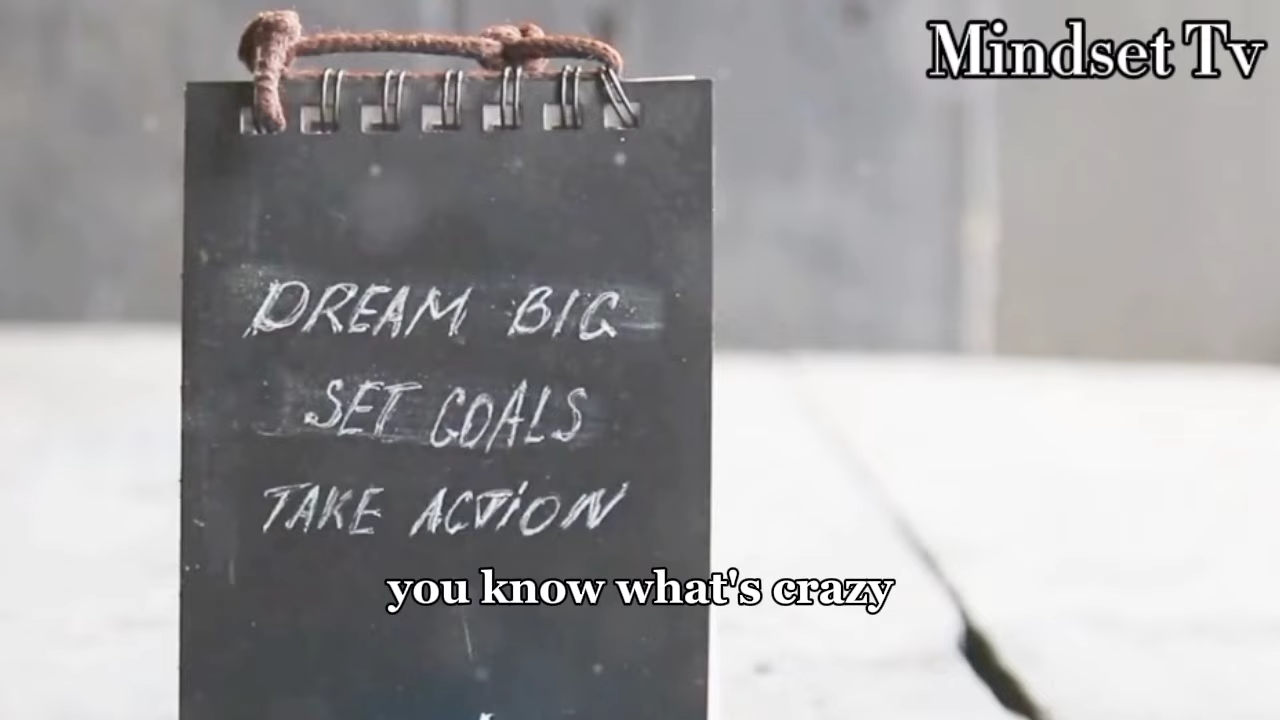 Mindset Tv
DREAM BIG
SET GOALS
TAKE ACTION
you know what's crazy